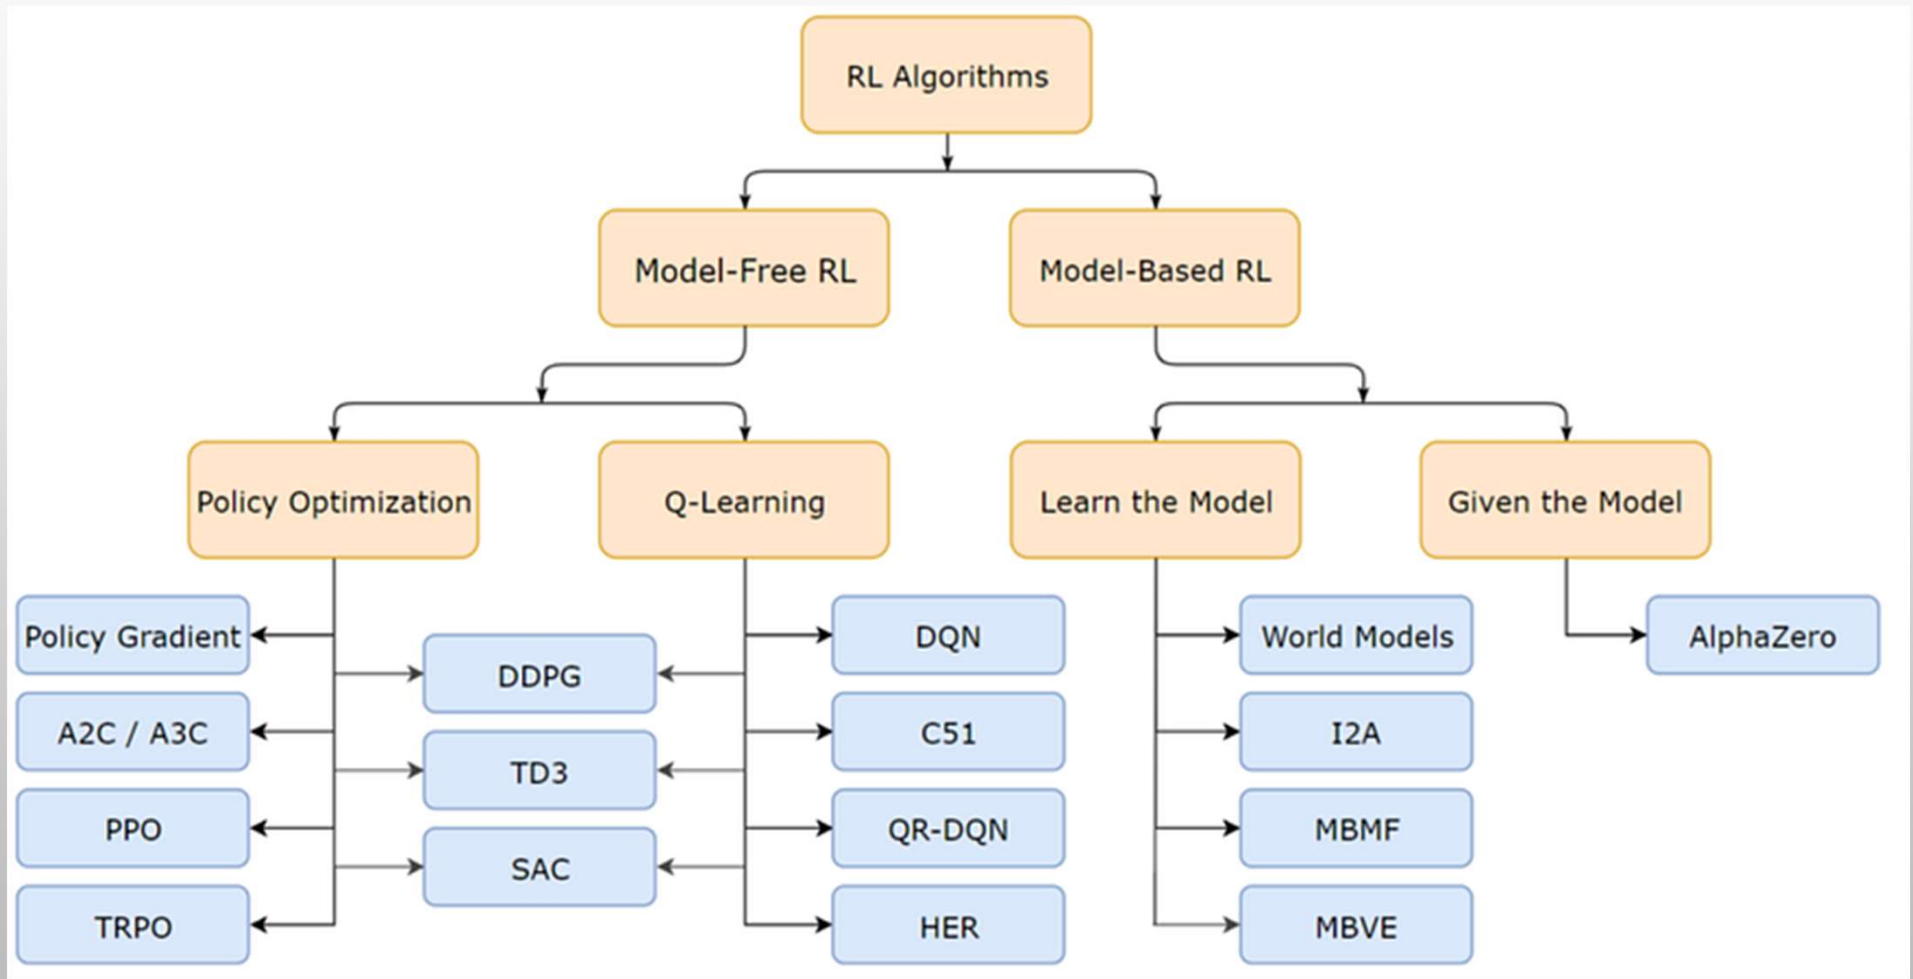 RL Algorithms
Model-Free RL
Model-Based RL
Policy Optimization
Q-Learning
Learn the Model
Given the Model
Policy Gradient
DDPG
DQN
World Models
AlphaZero
A2C / A3C
TD3
C51
I2A
PPO
SAC
QR-DQN
MBMF
TRPO
HER
MBVE